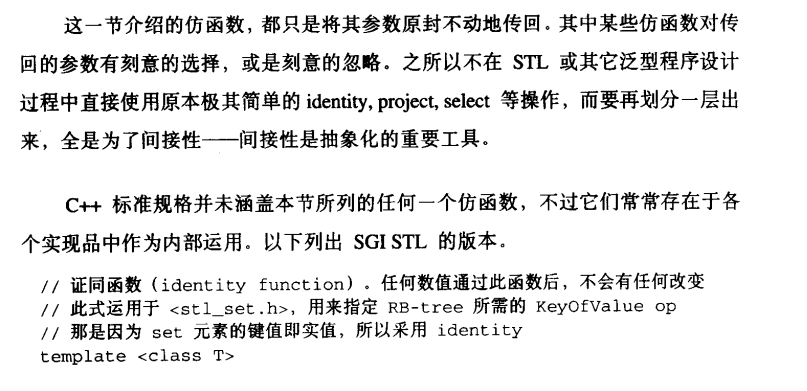 这一节介绍的仿函数，都只是将其参数原封不动地传回。其中某些仿函数对传
回的参数有刻意的选择，或是刻意的忽略。之所以不在 STL 或其它泛型程序设计
过程中直接使用原本极其简单的 identity, project, select 等操作，而要再划分一层出
来，全是为了间接性——间接性是抽象化的重要工具。
C++ 标准规格并未涵盖本节所列的任何一个仿函数，不过它们常常存在于各
个实现品中作为内部运用。以下列出 SGI STL 的版本。
// 证同函数（identity function）。任何数值通过此函数后，不会有任何改变
// 此式运用于 <stl_set.h>，用来指定 RB-tree 所需的 KeyOfValue op
// 那是因为 set 元素的键值即实值，所以采用 identity
template <class T>